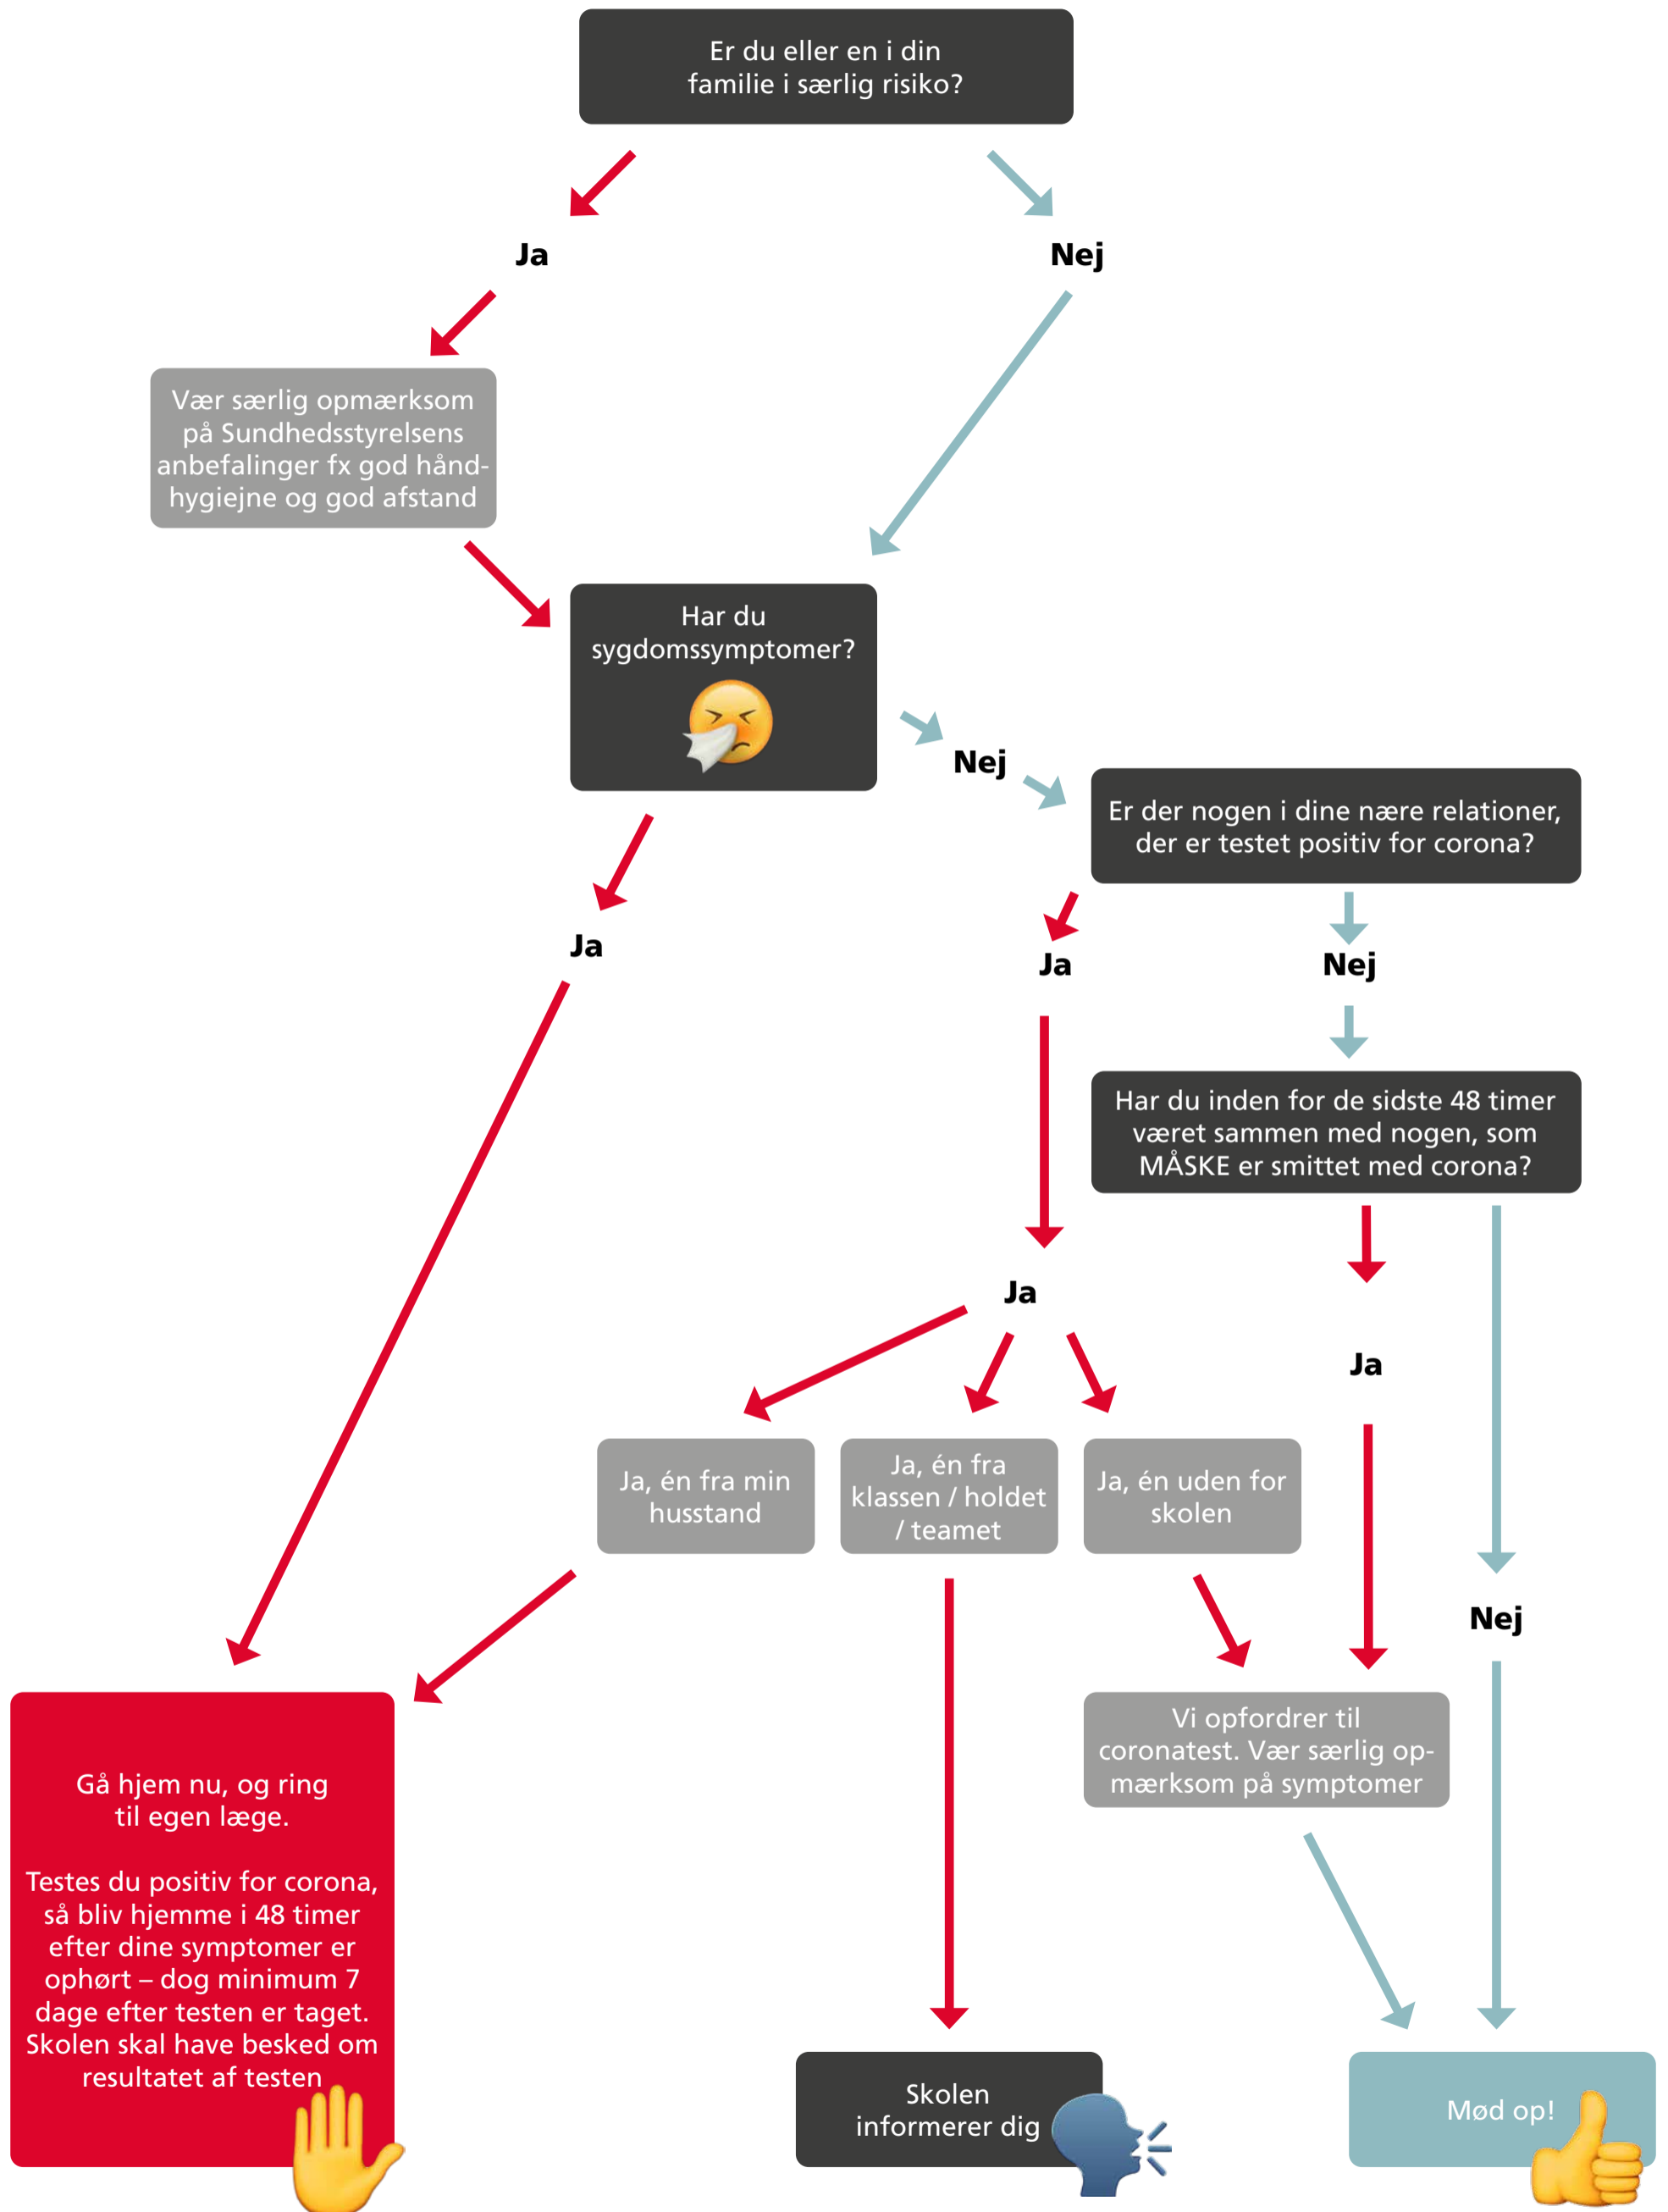 Er du eller en i din
familie i særlig risiko?
Ja
Nej
Vær særlig opmærksom
på Sundhedsstyrelsens
anbefalinger fx god hånd-
hygiejne og god afstand
Har du
sygdomssymptomer?
Nej
Er der nogen i dine nære relationer,
der er testet positiv for corona?
Ja
Ja
Nej
Har du inden for de sidste 48 timer
været sammen med nogen, som
MÅSKE er smittet med corona?
Ja
Ja
Ja, én fra min
husstand
Ja, én fra
klassen / holdet
/ teamet
Ja, én uden for
skolen
Nej
Vi opfordrer til
coronatest. Vær særlig op-
mærksom på symptomer
Gå hjem nu, og ring
til egen læge.
Testes du positiv for corona,
så bliv hjemme i 48 timer
efter dine symptomer er
ophørt – dog minimum 7
dage efter testen er taget.
Skolen skal have besked om
resultatet af testen
Skolen
informerer dig
Mød op!